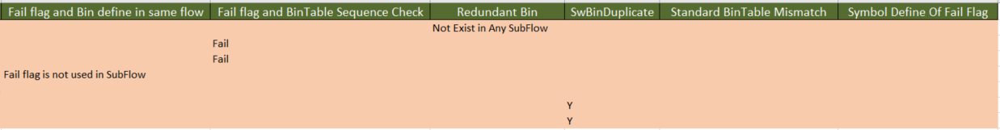 Fail flag and Bin define in same flow Fail flag and BinTable Sequence Check Redundant Bin SwBinDuplicate Standard BinTable Mismatch Symbol Define Of Fail Flag
Not Exist in Any SubFlow
Fail
Fail
Fail flag is not used in SubFlow
Y
Y